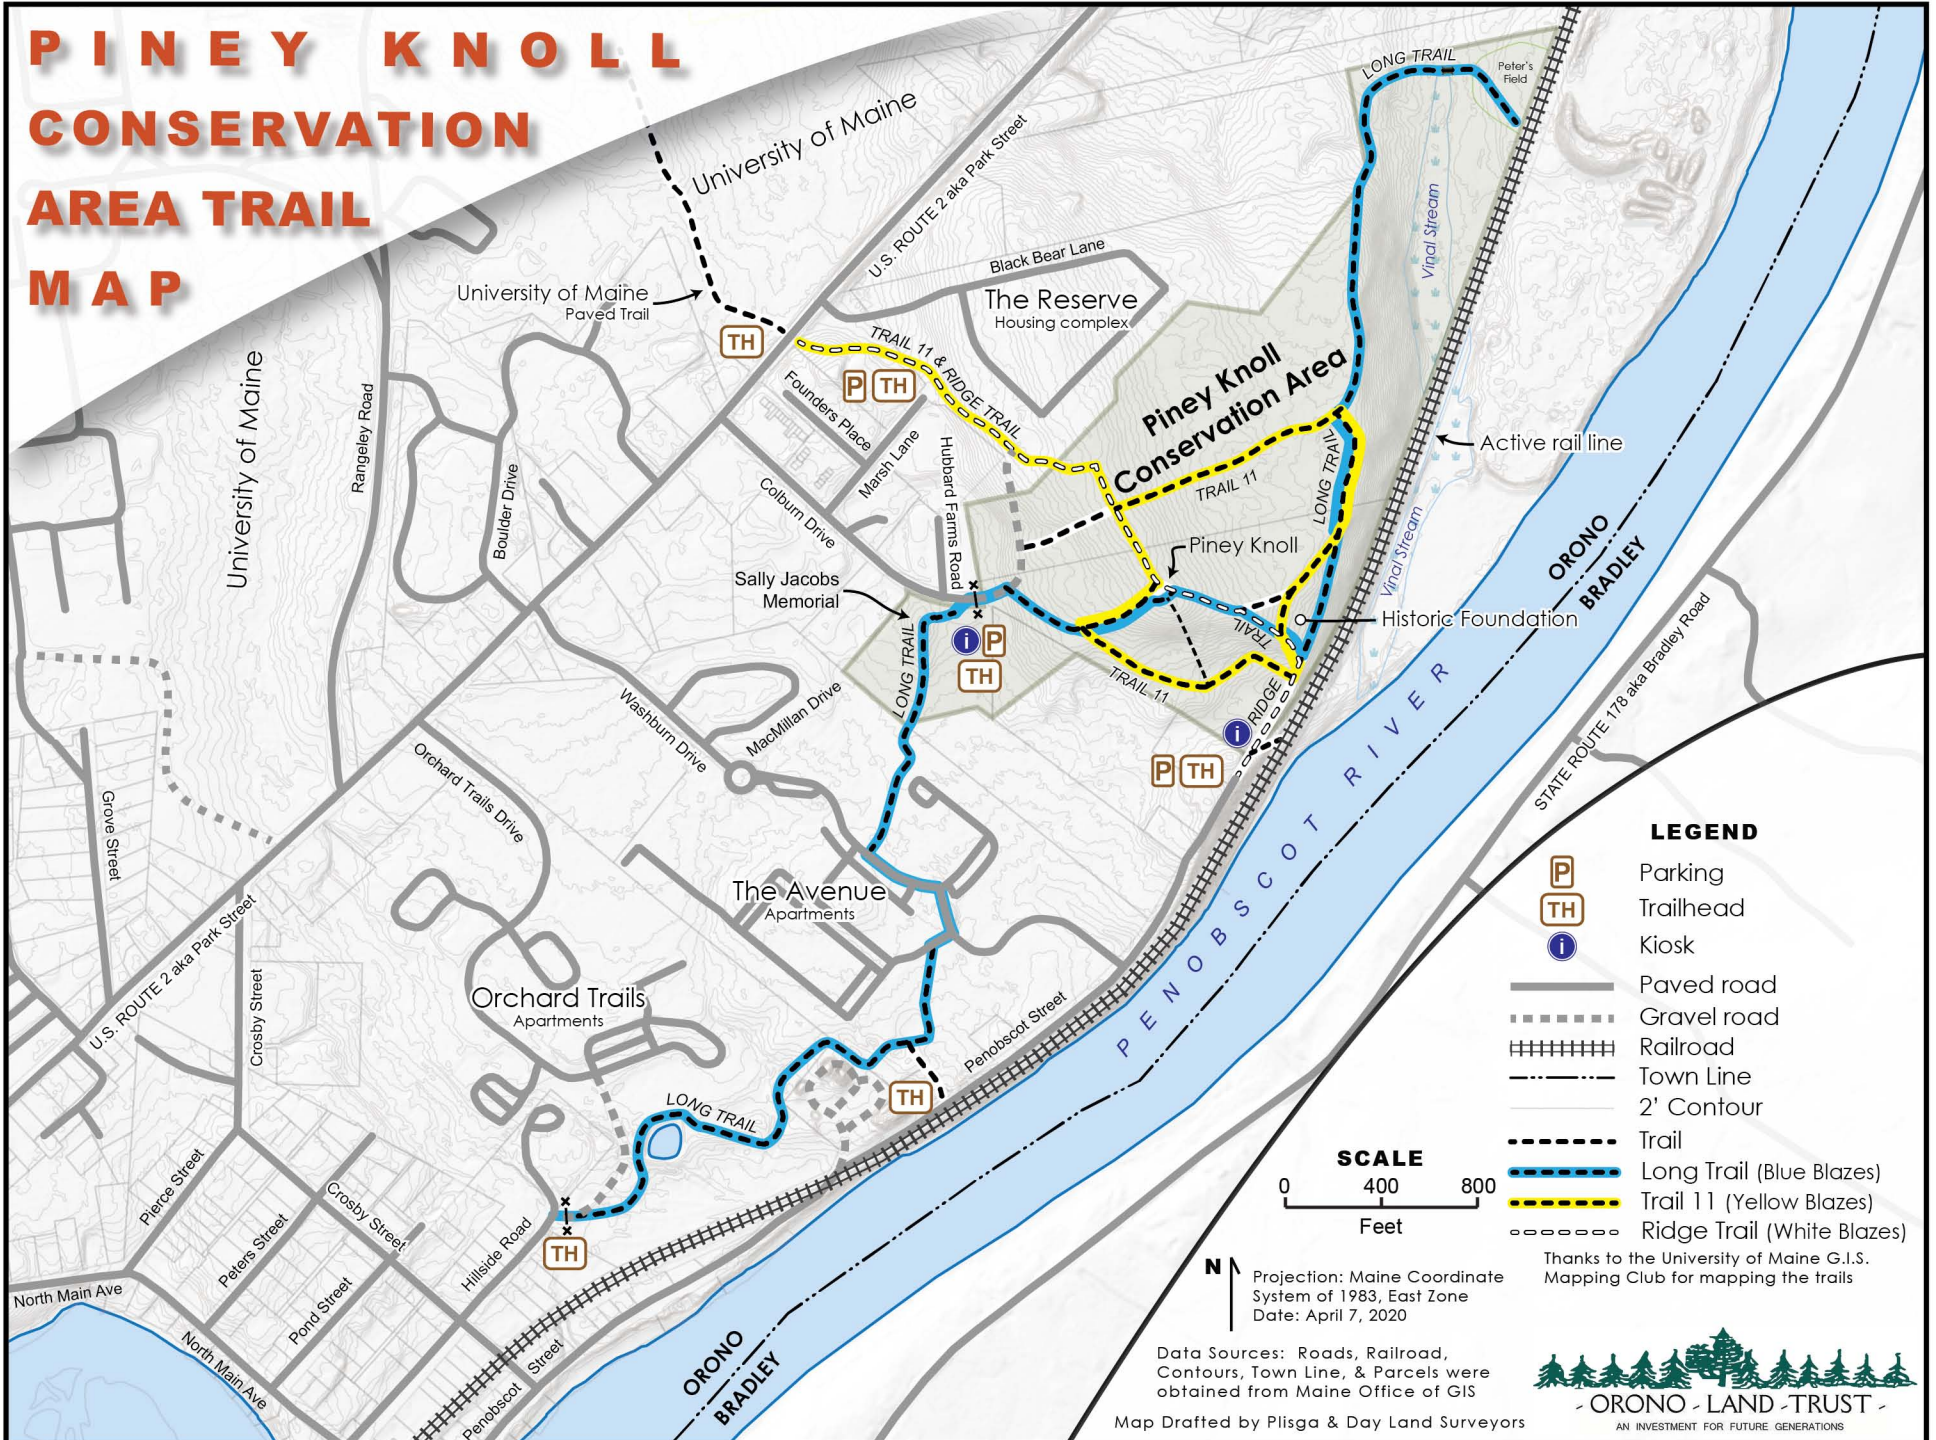 PINEY KNOLL
CONSERVATION
AREA TRAIL
MAP
LONG TRAIL
Peter's
Field
University of Maine
U.S. ROUTE 2 aka Park Street
Vinal Stream
Black Bear Lane
The Reserve
Housing complex
University of Maine
Paved Trail
TH
TRAIL 11 & RIDGE TRAIL
P TH
Founders Place
Marsh Lane
Hubbard Farms Road
Colburn Drive
University of Maine
Rangeley Road
Boulder Drive
Piney Knoll
Conservation Area
TRAIL 11
LONG TRAIL
Active rail line
Vinal Stream
Piney Knoll
Sally Jacobs
Memorial
LONG TRAIL
i P
TH
TRAIL
Historic Foundation
TRAIL 11
RIDGE
i
P TH
ORONO
BRADLEY
STATE ROUTE 178 aka Bradley Road
PENOBSCOT RIVER
Washburn Drive
MacMillan Drive
Orchard Trails Drive
Grove Street
U.S. ROUTE 2 aka Park Street
Crosby Street
The Avenue
Apartments
Orchard Trails
Apartments
Penobscot Street
TH
LONG TRAIL
Pierce Street
Crosby Street
Peters Street
Pond Street
Hillside Road
TH
North Main Ave
North Main Ave
Penobscot Street
ORONO
BRADLEY
LEGEND
P Parking
TH Trailhead
i Kiosk
Paved road
Gravel road
Railroad
Town Line
2' Contour
Trail
Long Trail (Blue Blazes)
Trail 11 (Yellow Blazes)
Ridge Trail (White Blazes)
SCALE
0 400 800
Feet
Thanks to the University of Maine G.I.S.
Mapping Club for mapping the trails
N
Projection: Maine Coordinate
System of 1983, East Zone
Date: April 7, 2020
Data Sources: Roads, Railroad,
Contours, Town Line, & Parcels were
obtained from Maine Office of GIS
Map Drafted by Plisga & Day Land Surveyors
- ORONO - LAND - TRUST -
AN INVESTMENT FOR FUTURE GENERATIONS